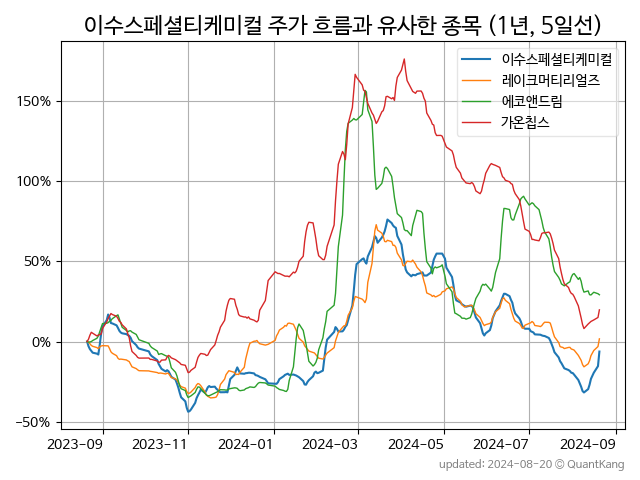 이수스페셜티케미컬 주가 흐름과 유사한 종목 (1년, 5일선)
이수스페셜티케미컬
레이크머티리얼즈
에코앤드림
가온칩스
150%
100%
50%
0%
−50%
2023-09
2023-11
2024-01
2024-03
2024-05
2024-07
2024-09
updated: 2024-08-20 © QuantKang